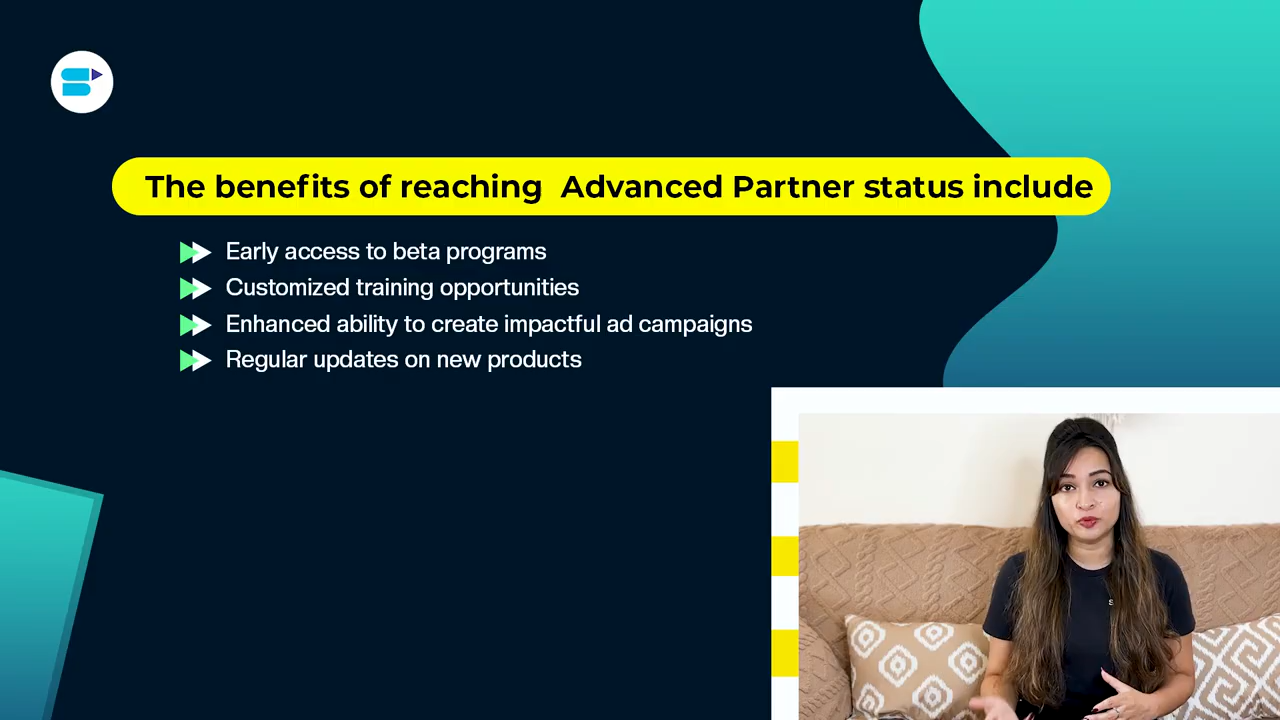 The benefits of reaching Advanced Partner status include
Early access to beta programs
Customized training opportunities
Enhanced ability to create impactful ad campaigns
Regular updates on new products